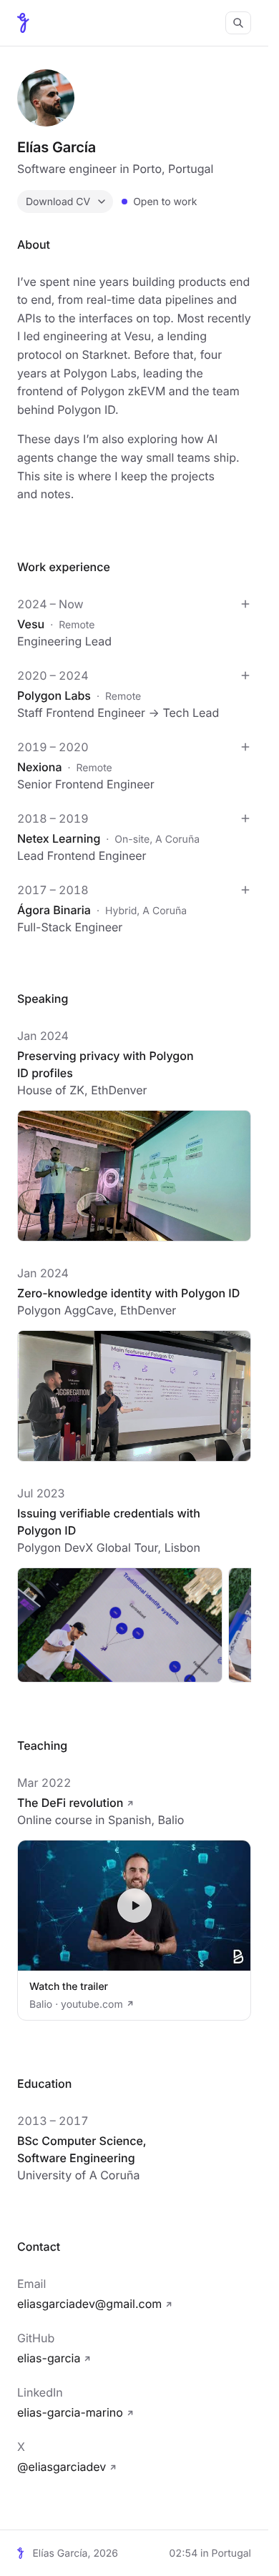 Elías García
Software engineer in Porto, Portugal
Download CV
Open to work
About
I’ve spent nine years building products end
to end, from real-time data pipelines and
APIs to the interfaces on top. Most recently
I led engineering at Vesu, a lending
protocol on Starknet. Before that, four
years at Polygon Labs, leading the
frontend of Polygon zkEVM and the team
behind Polygon ID.
These days I’m also exploring how AI
agents change the way small teams ship.
This site is where I keep the projects
and notes.
Work experience
2024 – Now
Vesu · Remote
Engineering Lead
2020 – 2024
Polygon Labs · Remote
Staff Frontend Engineer → Tech Lead
2019 – 2020
Nexiona · Remote
Senior Frontend Engineer
2018 – 2019
Netex Learning · On-site, A Coruña
Lead Frontend Engineer
2017 – 2018
Ágora Binaria · Hybrid, A Coruña
Full-Stack Engineer
Speaking
Jan 2024
Preserving privacy with Polygon
ID profiles
House of ZK, EthDenver
Jan 2024
Zero-knowledge identity with Polygon ID
Polygon AggCave, EthDenver
Main features of Polygon ID
AGGREGATION
Jul 2023
Issuing verifiable credentials with
Polygon ID
Polygon DevX Global Tour, Lisbon
Traditional identity systems
Teaching
Mar 2022
The DeFi revolution ↗
Online course in Spanish, Balio
Watch the trailer
Balio · youtube.com ↗
Education
2013 – 2017
BSc Computer Science,
Software Engineering
University of A Coruña
Contact
Email
eliasgarciadev@gmail.com ↗
GitHub
elias-garcia ↗
LinkedIn
elias-garcia-marino ↗
X
@eliasgarciadev ↗
Elías García, 2026
02:54 in Portugal